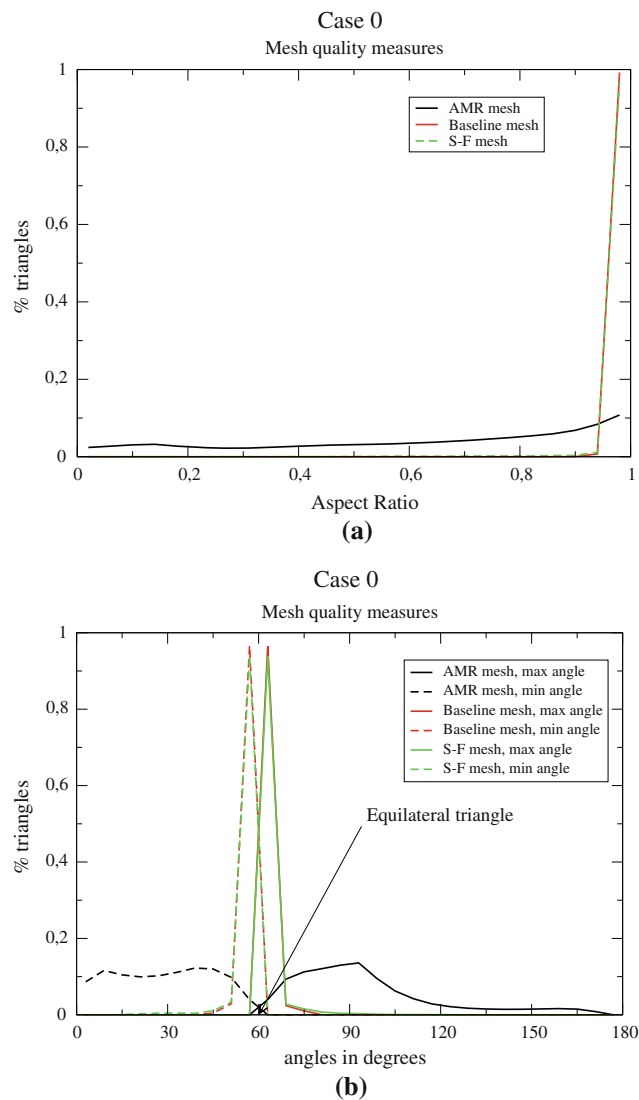 Case 0
Mesh quality measures
1
0,8
0,6
0,4
0,2
0
% triangles
AMR mesh
Baseline mesh
S-F mesh
0 0,2 0,4 0,6 0,8 1
Aspect Ratio
(a)
Case 0
Mesh quality measures
1
0,8
0,6
0,4
0,2
0
% triangles
AMR mesh, max angle
AMR mesh, min angle
Baseline mesh, max angle
Baseline mesh, min angle
S-F mesh, max angle
S-F mesh, min angle
Equilateral triangle
0 30 60 90 120 150 180
angles in degrees
(b)